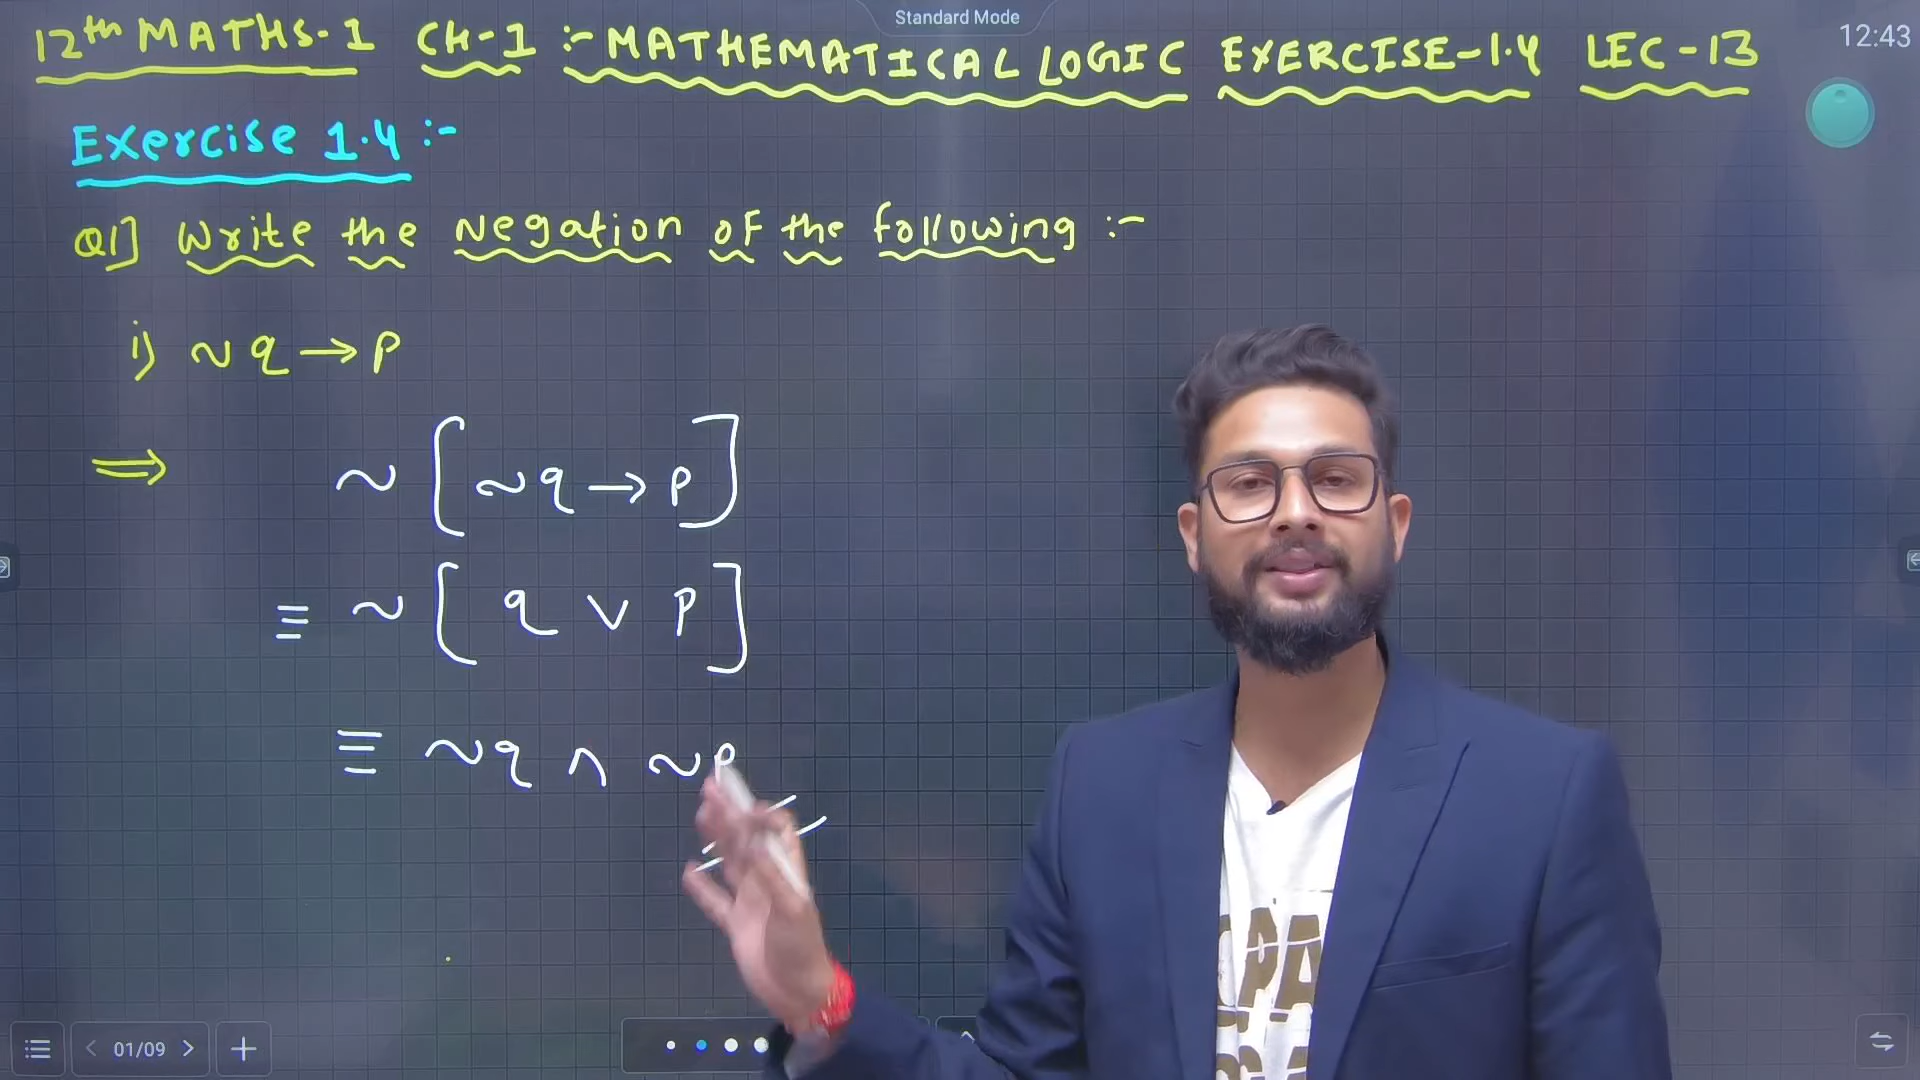 Standard Mode
12:43
12th MATHS-1 CH-1 :- MATHEMATICAL LOGIC EXERCISE-1.4 LEC-13
Exercise 1.4 :-
Q1] Write the Negation of the following :-
i) ~q → p
⇒ ~[~q → p]
≡ ~[q ∨ p]
≡ ~q ∧ ~p
PA
01/09